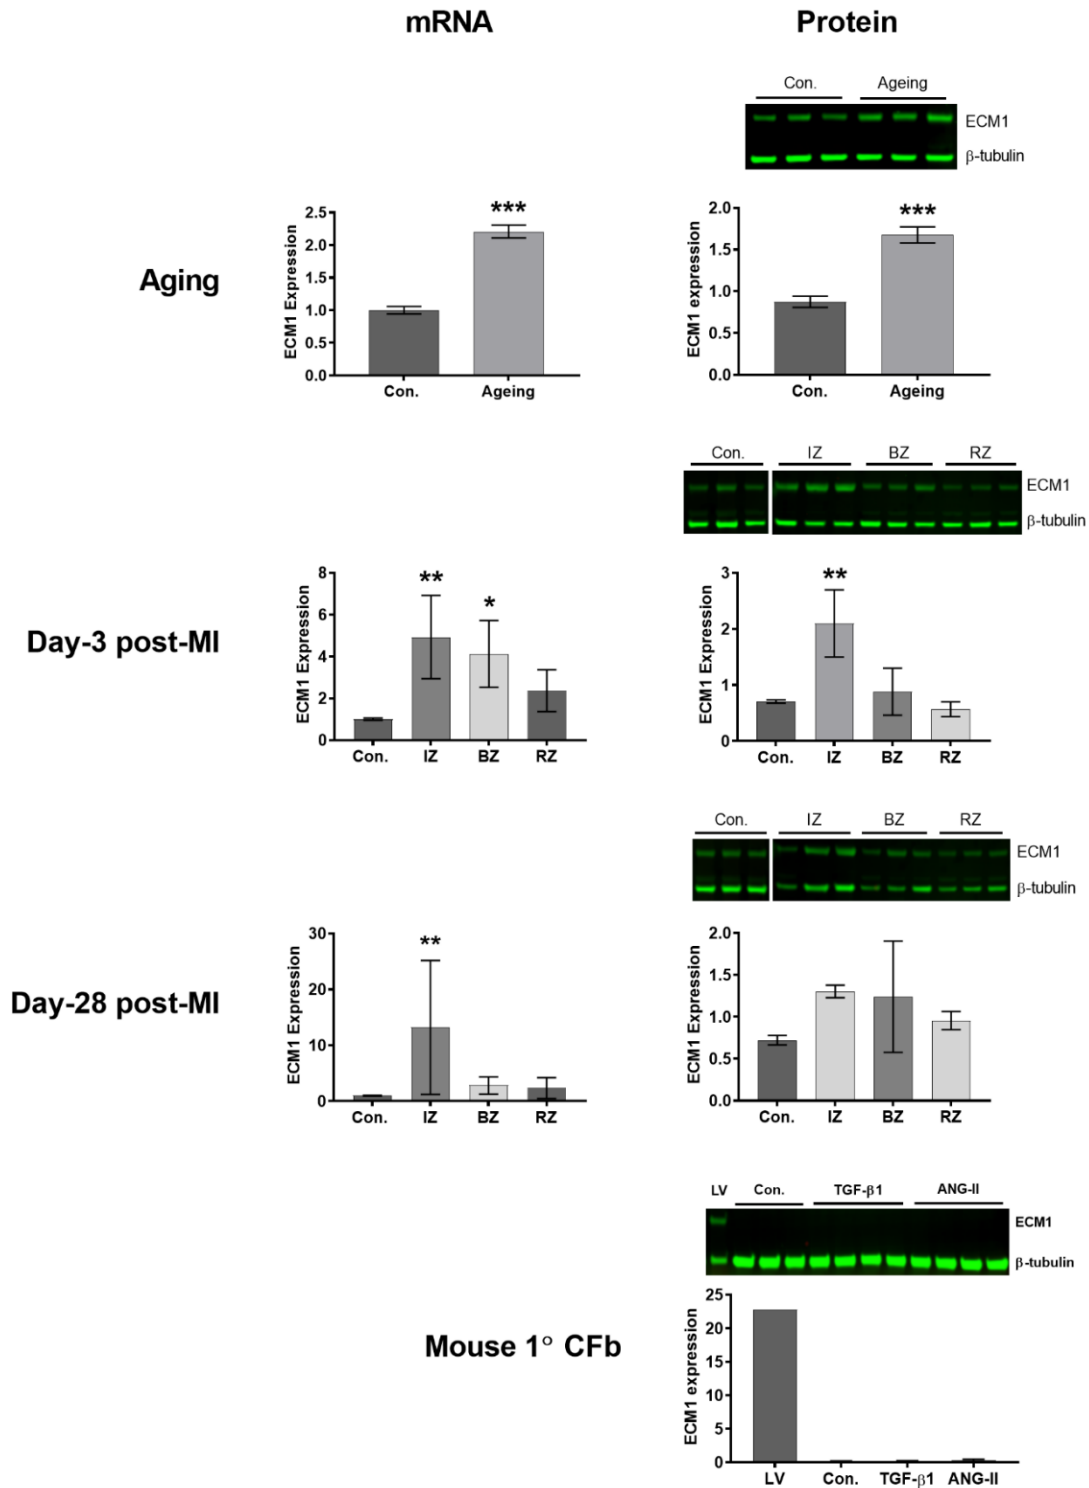 mRNA Protein
Con. Ageing
ECM1
β-tubulin
Aging
ECM1 Expression
2.5
2.0
1.5
1.0
0.5
0.0
***
Con. Ageing
ECM1 expression
2.0
1.5
1.0
0.5
0.0
***
Con. Ageing
Con. IZ BZ RZ
ECM1
β-tubulin
Day-3 post-MI
ECM1 Expression
8
6
4
2
0
** *
Con. IZ BZ RZ
ECM1 Expression
3
2
1
0
**
Con. IZ BZ RZ
Con. IZ BZ RZ
ECM1
β-tubulin
Day-28 post-MI
ECM1 Expression
30
20
10
0
**
Con. IZ BZ RZ
ECM1 Expression
2.0
1.5
1.0
0.5
0.0
Con. IZ BZ RZ
LV Con. TGF-β1 ANG-II
ECM1
β-tubulin
Mouse 1° CFb
ECM1 expression
25
20
15
10
5
0
LV Con. TGF-β1 ANG-II